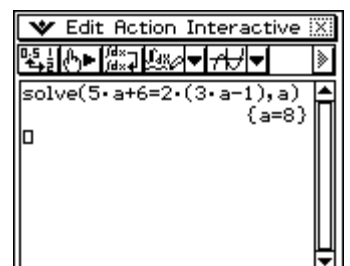 Edit Action Interactive
solve(5·a+6=2·(3·a-1),a)
{a=8}